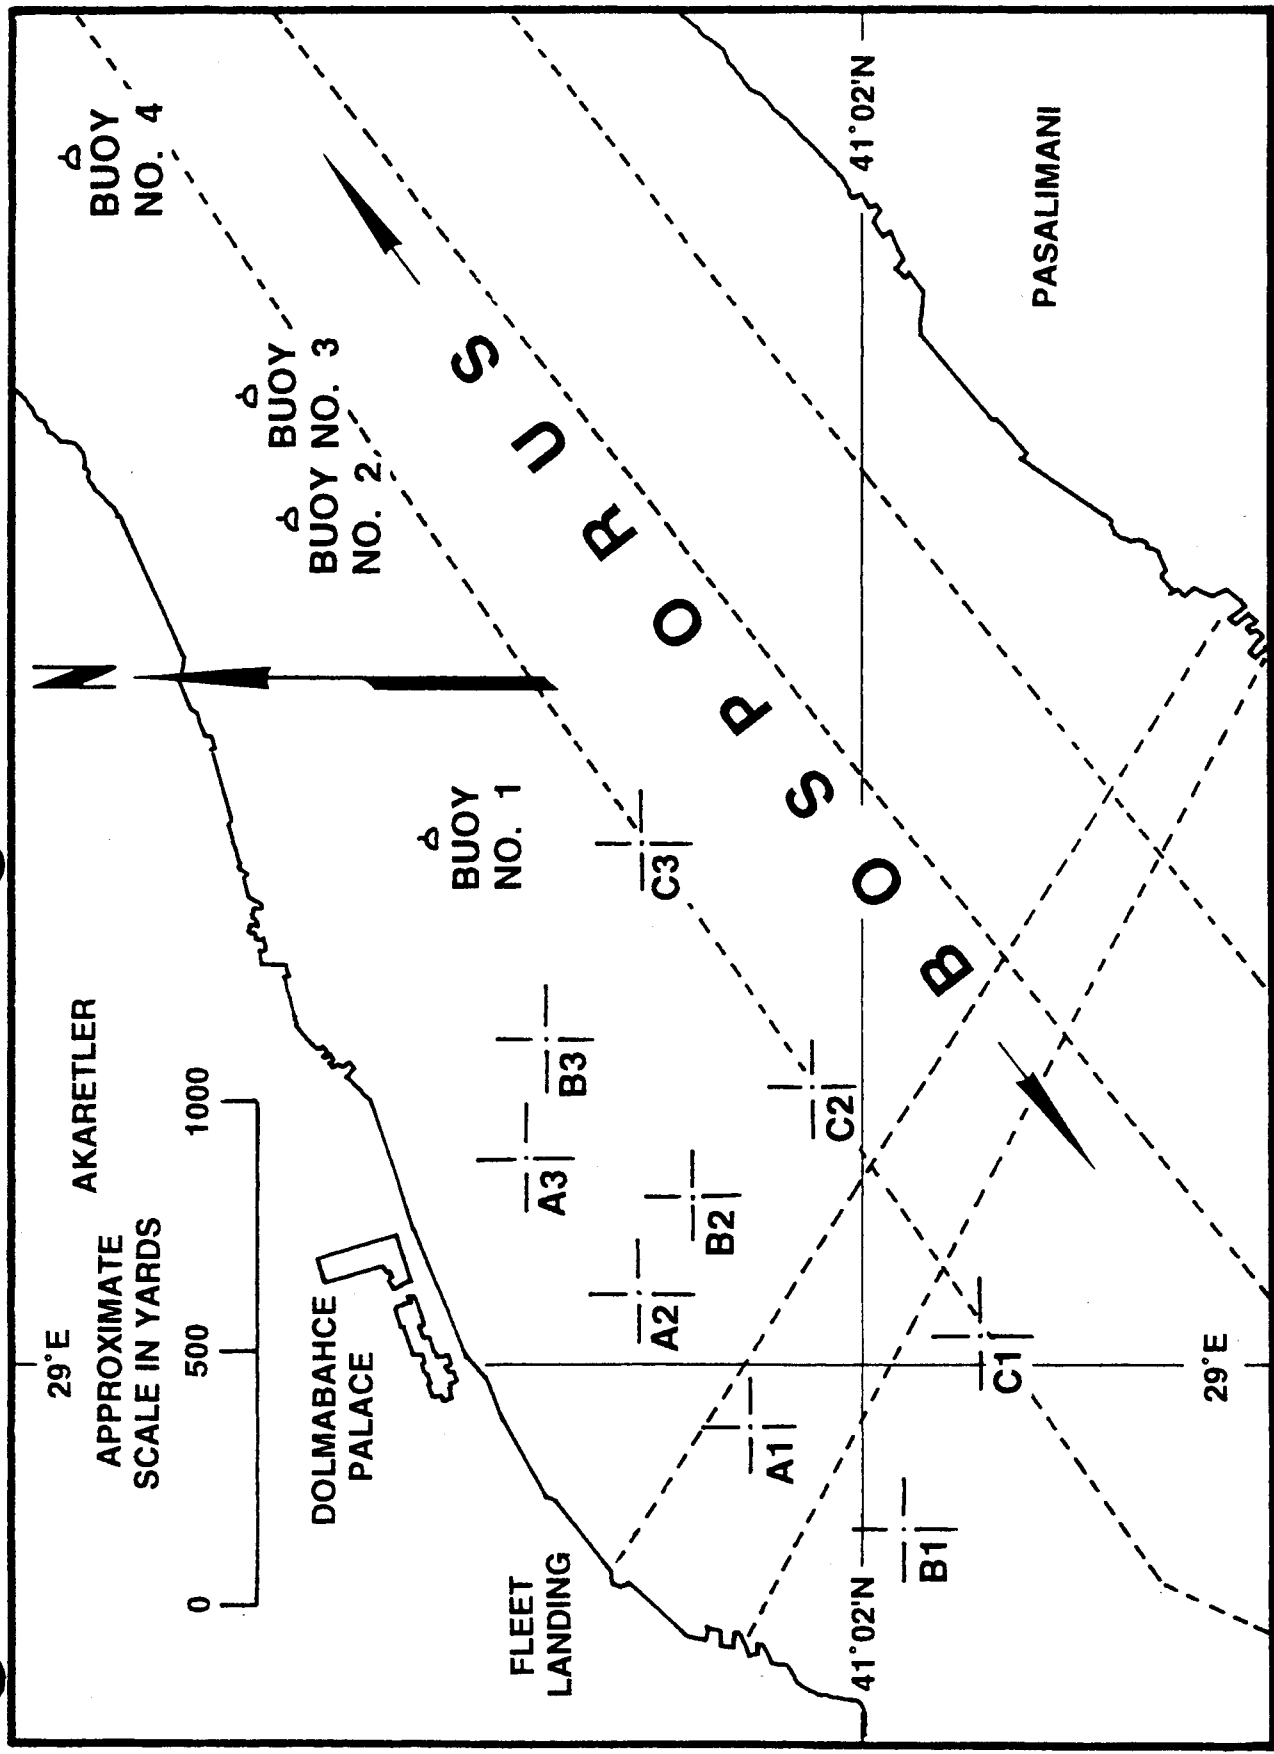 N
29°E
AKARETLER
APPROXIMATE
SCALE IN YARDS
0
500
1000
DOLMABAHCE
PALACE
FLEET
LANDING
BUOY
NO. 4
BUOY
NO. 3
BUOY
NO. 2
BUOY
NO. 1
A3
B3
C3
A2
B2
C2
A1
B1
C1
BOSPORUS
41°02'N
41°02'N
29°E
PASALIMANI